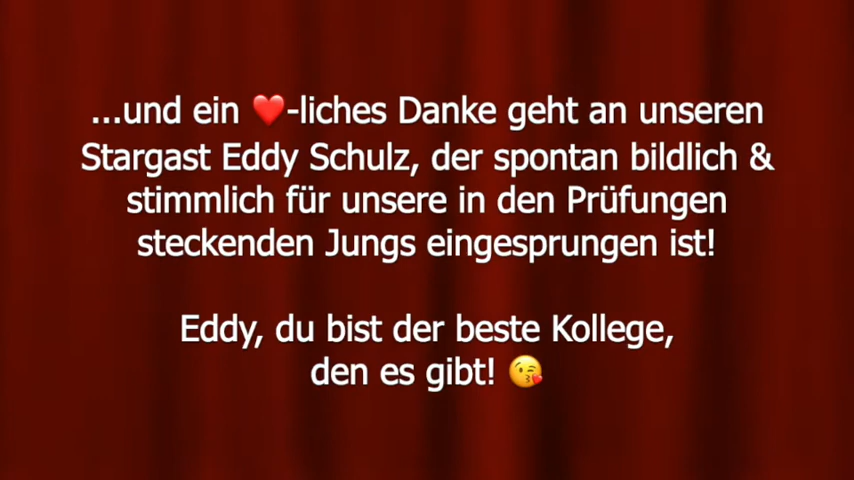 ...und ein ❤️-liches Danke geht an unseren
Stargast Eddy Schulz, der spontan bildlich &
stimmlich für unsere in den Prüfungen
steckenden Jungs eingesprungen ist!
Eddy, du bist der beste Kollege,
den es gibt! 😘